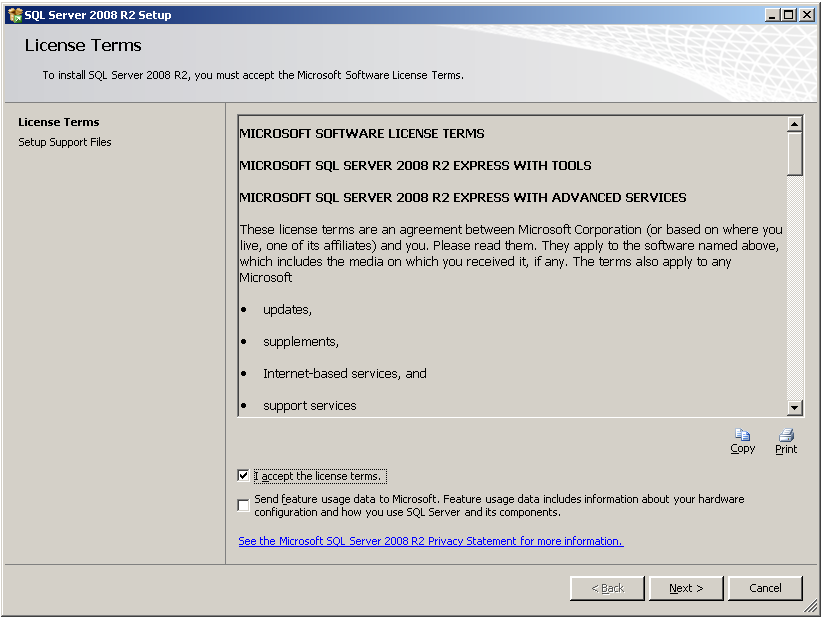 SQL Server 2008 R2 Setup
License Terms
To install SQL Server 2008 R2, you must accept the Microsoft Software License Terms.
License Terms
Setup Support Files
MICROSOFT SOFTWARE LICENSE TERMS
MICROSOFT SQL SERVER 2008 R2 EXPRESS WITH TOOLS
MICROSOFT SQL SERVER 2008 R2 EXPRESS WITH ADVANCED SERVICES
These license terms are an agreement between Microsoft Corporation (or based on where you
live, one of its affiliates) and you. Please read them. They apply to the software named above,
which includes the media on which you received it, if any. The terms also apply to any
Microsoft
• updates,
• supplements,
• Internet-based services, and
• support services
Copy
Print
I accept the license terms.
Send feature usage data to Microsoft. Feature usage data includes information about your hardware
configuration and how you use SQL Server and its components.
See the Microsoft SQL Server 2008 R2 Privacy Statement for more information.
< Back
Next >
Cancel